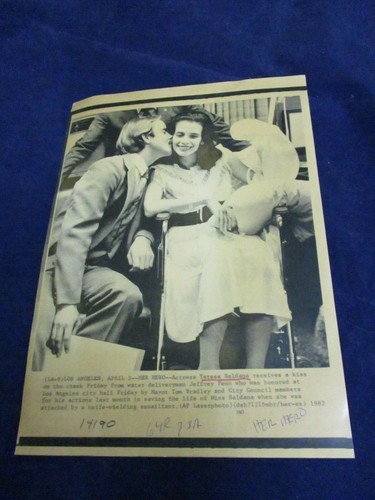 (LA-8)LOS ANGELES, APRIL 2--HER HERO--Actress Teresa Saldana receives a kiss
on the cheek Friday from water deliveryman Jeffrey Fenn who was honored at
Los Angeles city hall Friday by Mayor Tom Bradley and City Council members
for his actions last month in saving the life of Miss Saldana when she was
attacked by a knife-wielding assailant.(AP Laserphoto) 1982
14190
HER HERO